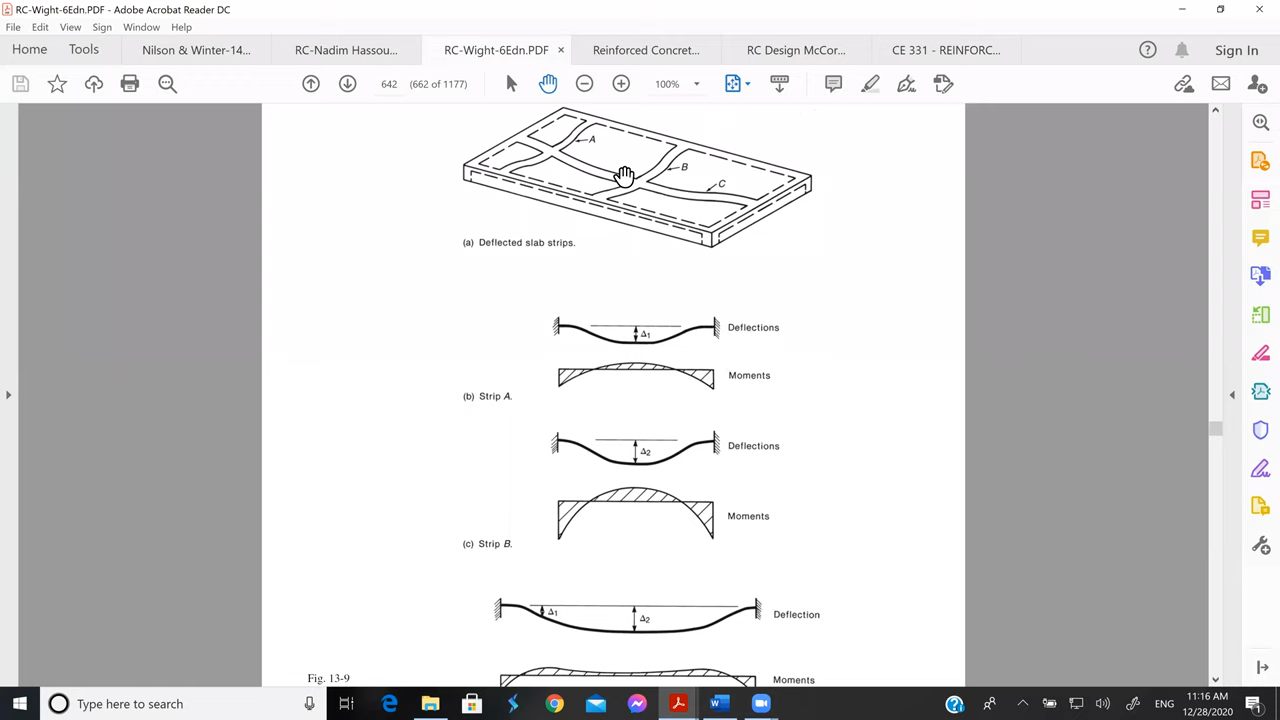 RC-Wight-6Edn.PDF - Adobe Acrobat Reader DC
File Edit View Sign Window Help
Home Tools Nilson & Winter-14... RC-Nadim Hassou... RC-Wight-6Edn.PDF × Reinforced Concret... RC Design McCor... CE 331 - REINFORC... Sign In
642 (662 of 1177) 100%
A
B
C
(a) Deflected slab strips.
Δ1 Deflections
Moments
(b) Strip A.
Δ2 Deflections
Moments
(c) Strip B.
Δ1 Δ2 Deflection
Fig. 13-9 Moments
Type here to search
ENG
11:16 AM
12/28/2020